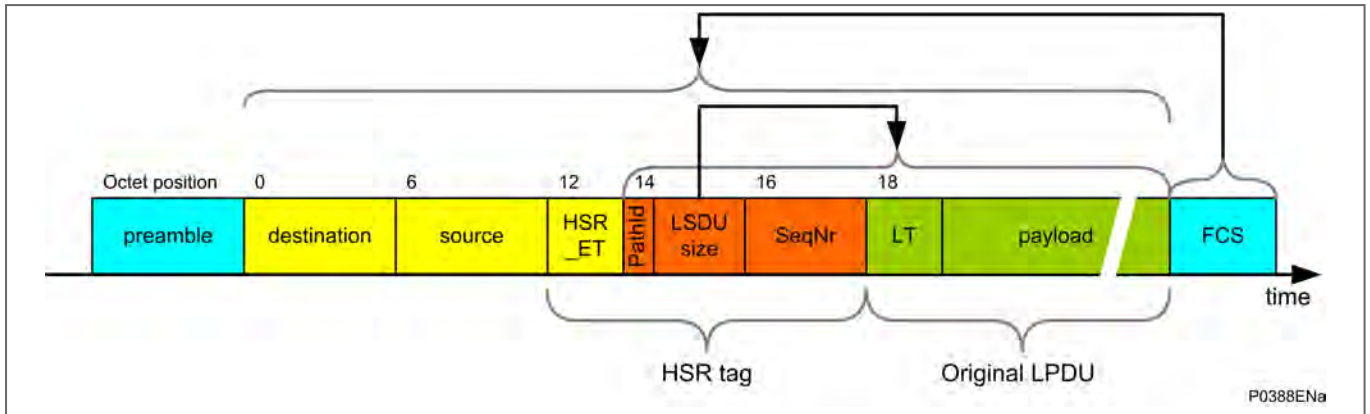 Octet position 0 6 12 14 16 18
preamble destination source HSR _ET PathId LSDU size SeqNr LT payload FCS
time
HSR tag Original LPDU
P0388ENa